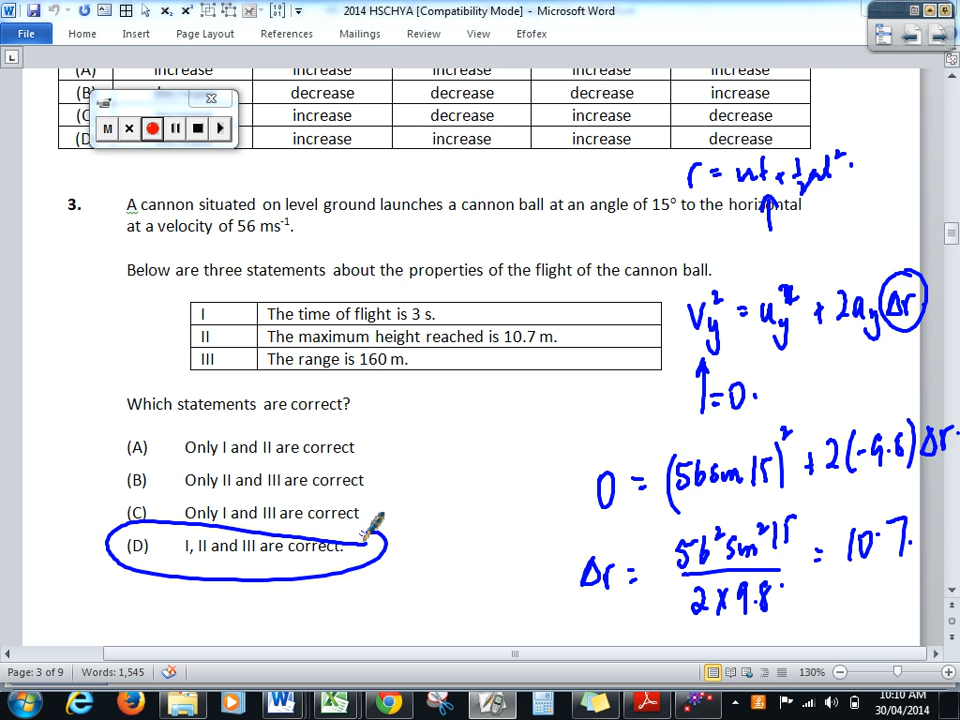 2014 HSCHYA [Compatibility Mode] - Microsoft Word
File Home Insert Page Layout References Mailings Review View Efofex
(A) increase increase increase increase increase
(B) decrease decrease decrease increase
(C increase decrease increase decrease
(D increase increase increase decrease
M
r = ut + ½at².
3. A cannon situated on level ground launches a cannon ball at an angle of 15° to the horizontal
at a velocity of 56 ms⁻¹.
Below are three statements about the properties of the flight of the cannon ball.
I The time of flight is 3 s.
II The maximum height reached is 10.7 m.
III The range is 160 m.
v_y² = u_y² + 2a_y Δr
= 0.
Which statements are correct?
(A) Only I and II are correct
(B) Only II and III are correct
(C) Only I and III are correct
(D) I, II and III are correct.
0 = (56 sin 15)² + 2(-9.8) Δr.
Δr = 56² sin² 15 / 2 × 9.8 = 10.7.
Page: 3 of 9 Words: 1,545 130%
10:10 AM
30/04/2014